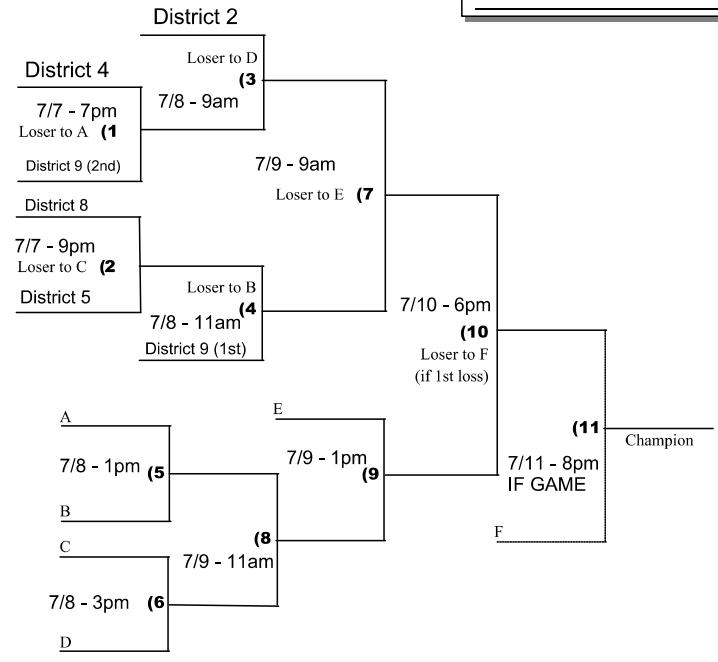 District 2
Loser to D
(3
7/8 - 9am
District 4
7/7 - 7pm
Loser to A (1
District 9 (2nd)
7/9 - 9am
Loser to E (7
District 8
7/7 - 9pm
Loser to C (2
District 5
Loser to B
(4
7/8 - 11am
District 9 (1st)
7/10 - 6pm
(10
Loser to F
(if 1st loss)
A
7/8 - 1pm (5
B
C
7/8 - 3pm (6
D
(8
7/9 - 11am
E
7/9 - 1pm
(9
(11
7/11 - 8pm
IF GAME
F
Champion